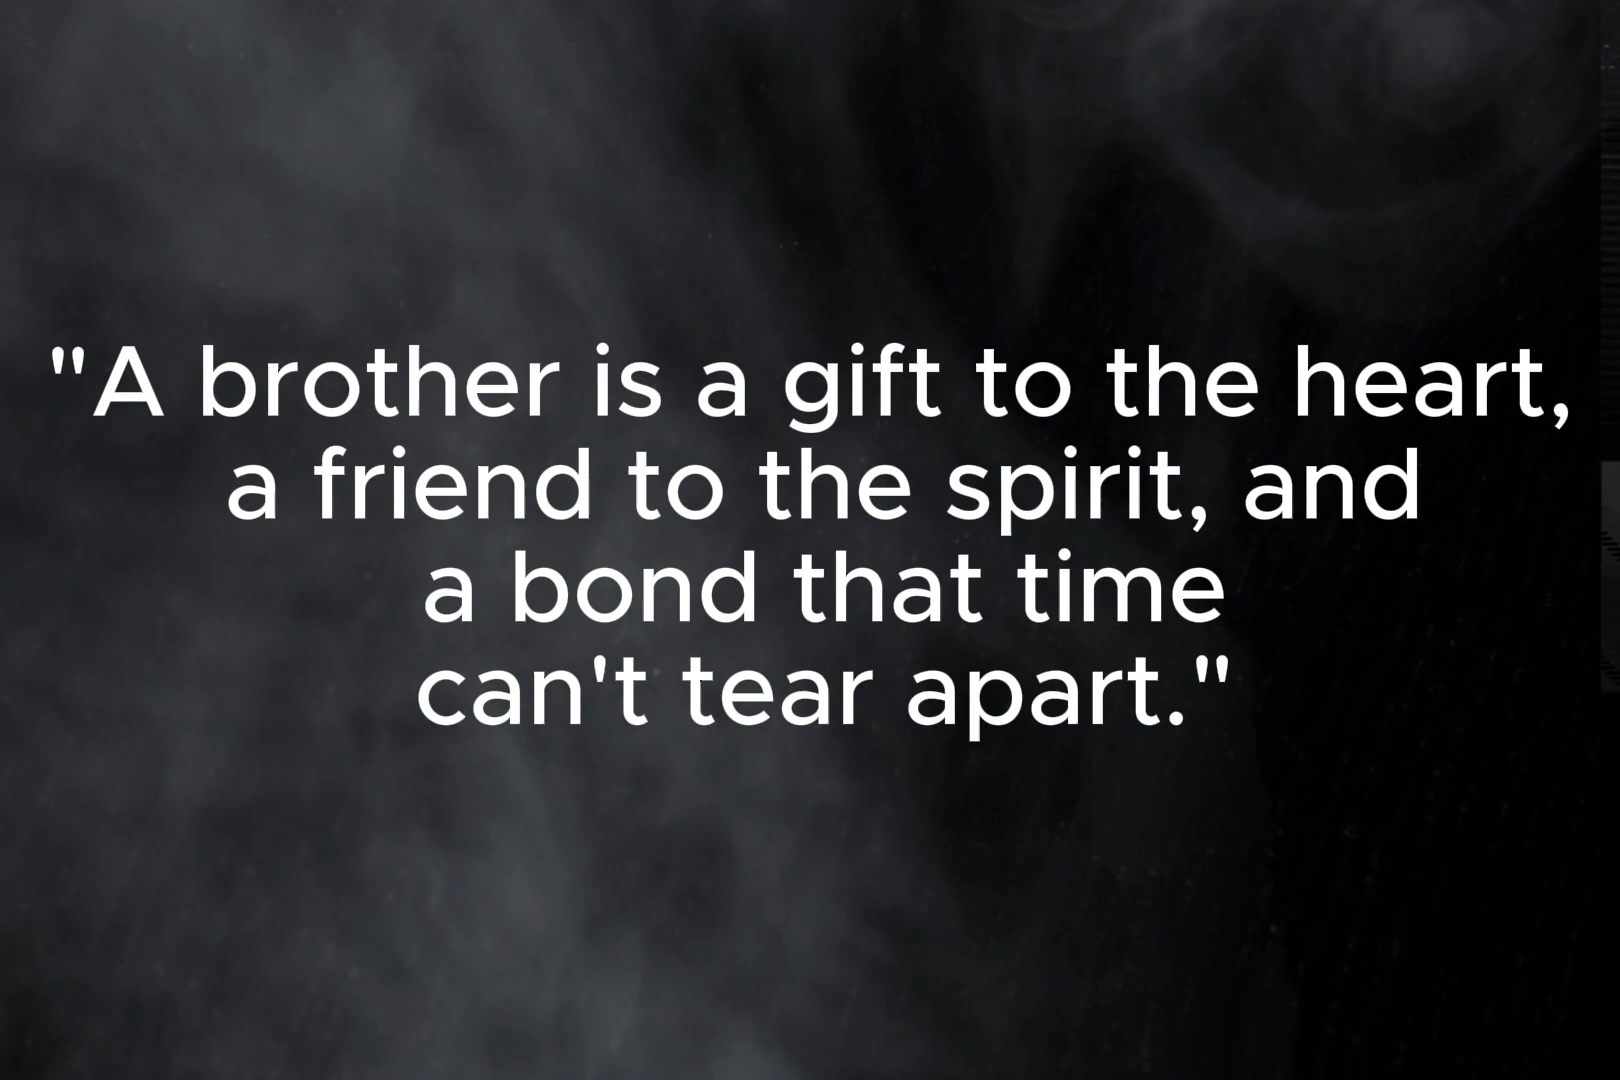 "A brother is a gift to the heart,
a friend to the spirit, and
a bond that time
can't tear apart."